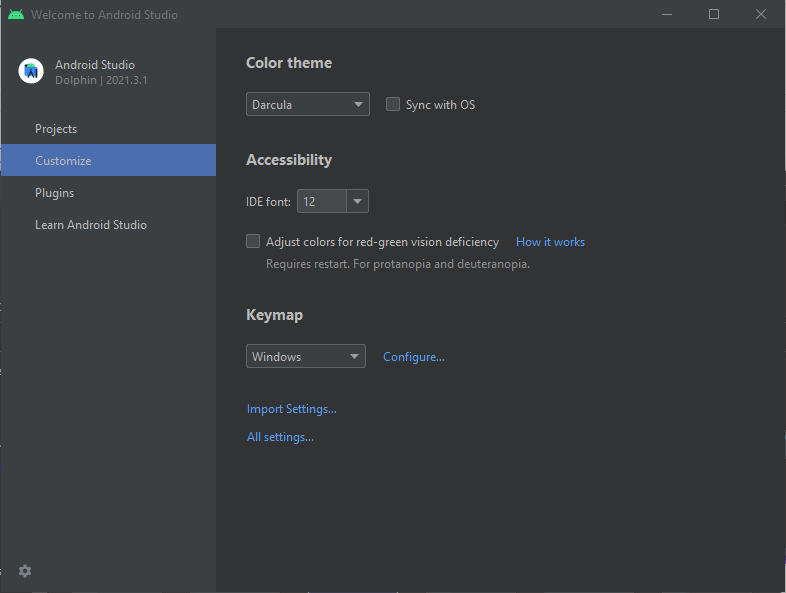 Welcome to Android Studio
Android Studio
Dolphin | 2021.3.1
Projects
Customize
Plugins
Learn Android Studio
Color theme
Darcula
Sync with OS
Accessibility
IDE font: 12
Adjust colors for red-green vision deficiency How it works
Requires restart. For protanopia and deuteranopia.
Keymap
Windows
Configure...
Import Settings...
All settings...